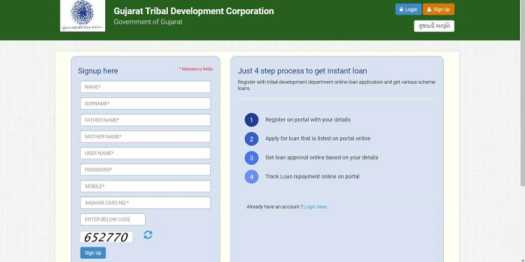 Gujarat Tribal Development Corporation
Government of Gujarat
Login
Sign Up
ગુજરાતી આવૃત્તિ
Signup here
* Mandatory fields
NAME*
SURNAME*
FATHER NAME*
MOTHER NAME*
USER NAME*
PASSWORD*
MOBILE*
AADHAR CARD NO.*
ENTER BELOW CODE
652770
Sign Up
Just 4 step process to get instant loan
Register with tribal development department online loan application and get various scheme
loans.
1 Register on portal with your details
2 Apply for loan that is listed on portal online
3 Get loan approval online based on your details
4 Track Loan repayment online on portal
Already have an account ? Login here